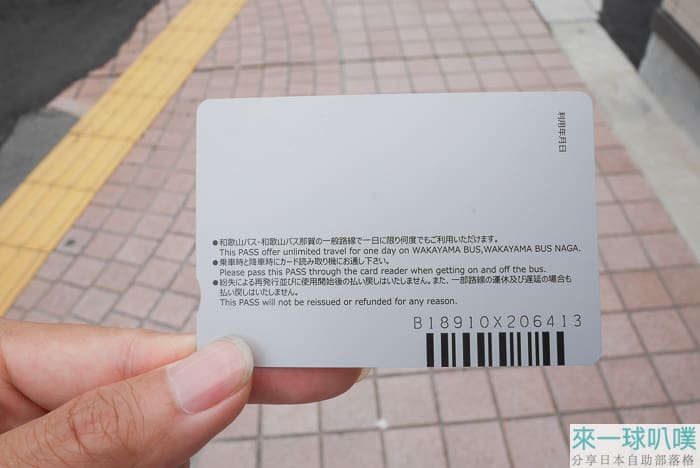 利用年月日
●和歌山バス・和歌山バス那賀の一般路線で一日に限り何度でもご利用いただけます。
This PASS offer unlimited travel for one day on WAKAYAMA BUS,WAKAYAMA BUS NAGA.
●乗車時と降車時にカード読み取り機にお通し下さい。
Please pass this PASS through the card reader when getting on and off the bus.
●紛失による再発行並びに使用開始後の払い戻しはいたしません。また、一部路線の運休及び遅延の場合も
払い戻しはいたしません。
This PASS will not be reissued or refunded for any reason.
B18910X206413
來一球叭噗
分享日本自助部落格